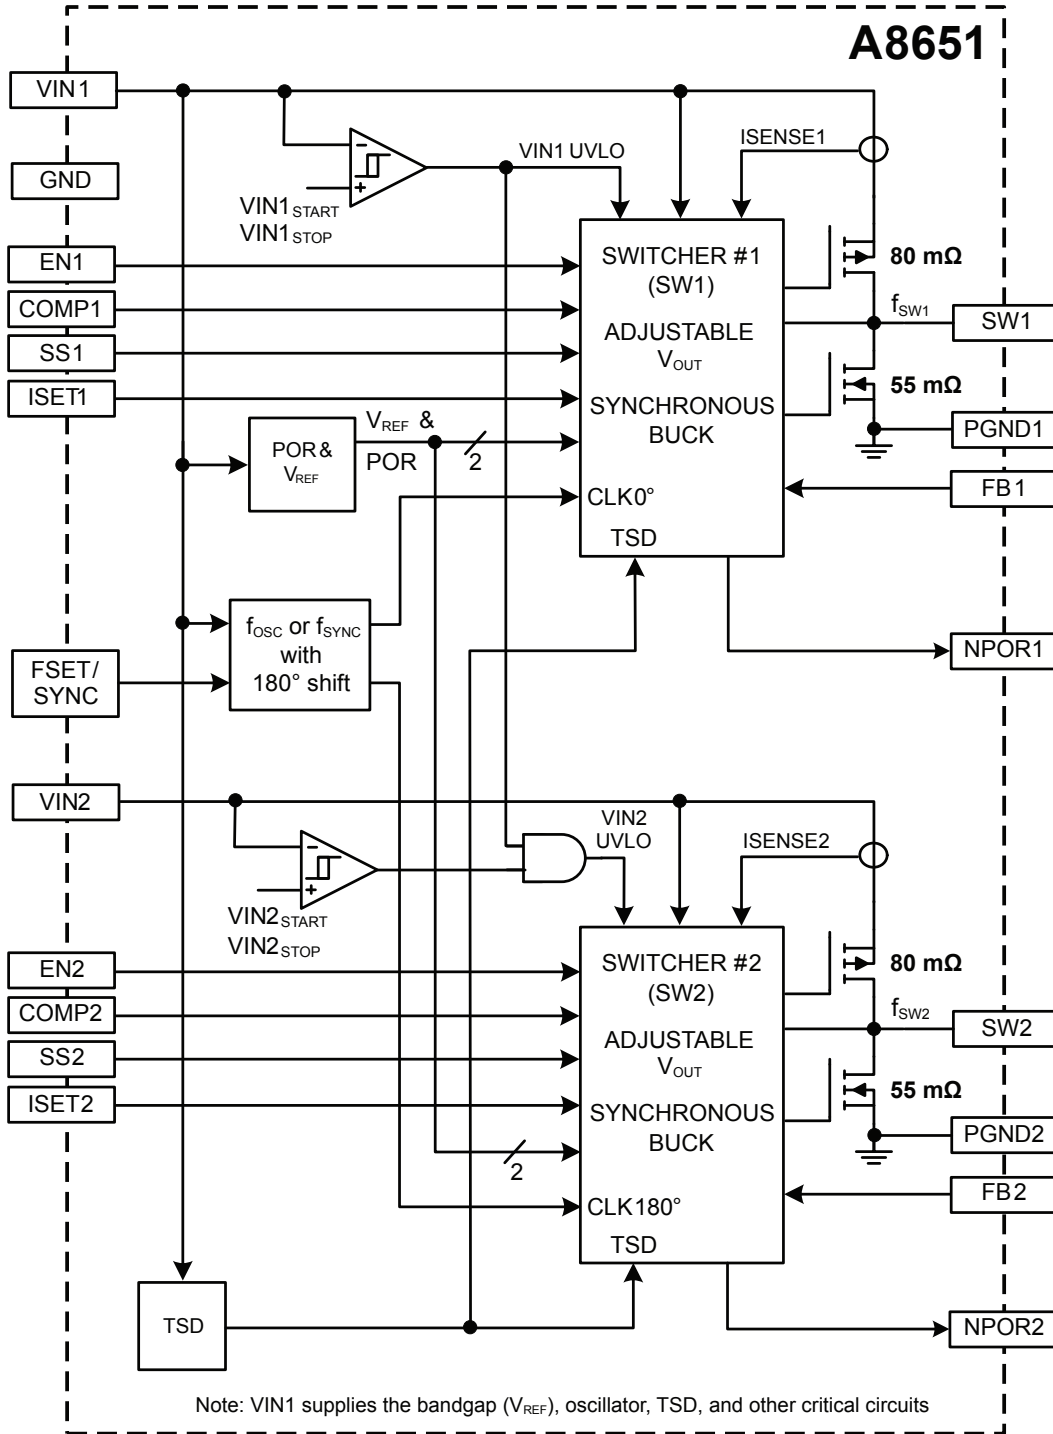 A8651
VIN1
GND
EN1
COMP1
SS1
ISET1
FSET/
SYNC
VIN2
EN2
COMP2
SS2
ISET2
VIN1START
VIN1STOP
VIN1 UVLO
ISENSE1
SWITCHER #1
(SW1)
ADJUSTABLE
VOUT
SYNCHRONOUS
BUCK
CLK0°
TSD
80 mΩ
fSW1
55 mΩ
SW1
PGND1
FB1
NPOR1
POR &
VREF
VREF &
POR
2
fOSC or fSYNC
with
180° shift
VIN2START
VIN2STOP
VIN2
UVLO
ISENSE2
SWITCHER #2
(SW2)
ADJUSTABLE
VOUT
SYNCHRONOUS
BUCK
2
CLK180°
TSD
80 mΩ
fSW2
55 mΩ
SW2
PGND2
FB2
NPOR2
TSD
Note: VIN1 supplies the bandgap (VREF), oscillator, TSD, and other critical circuits